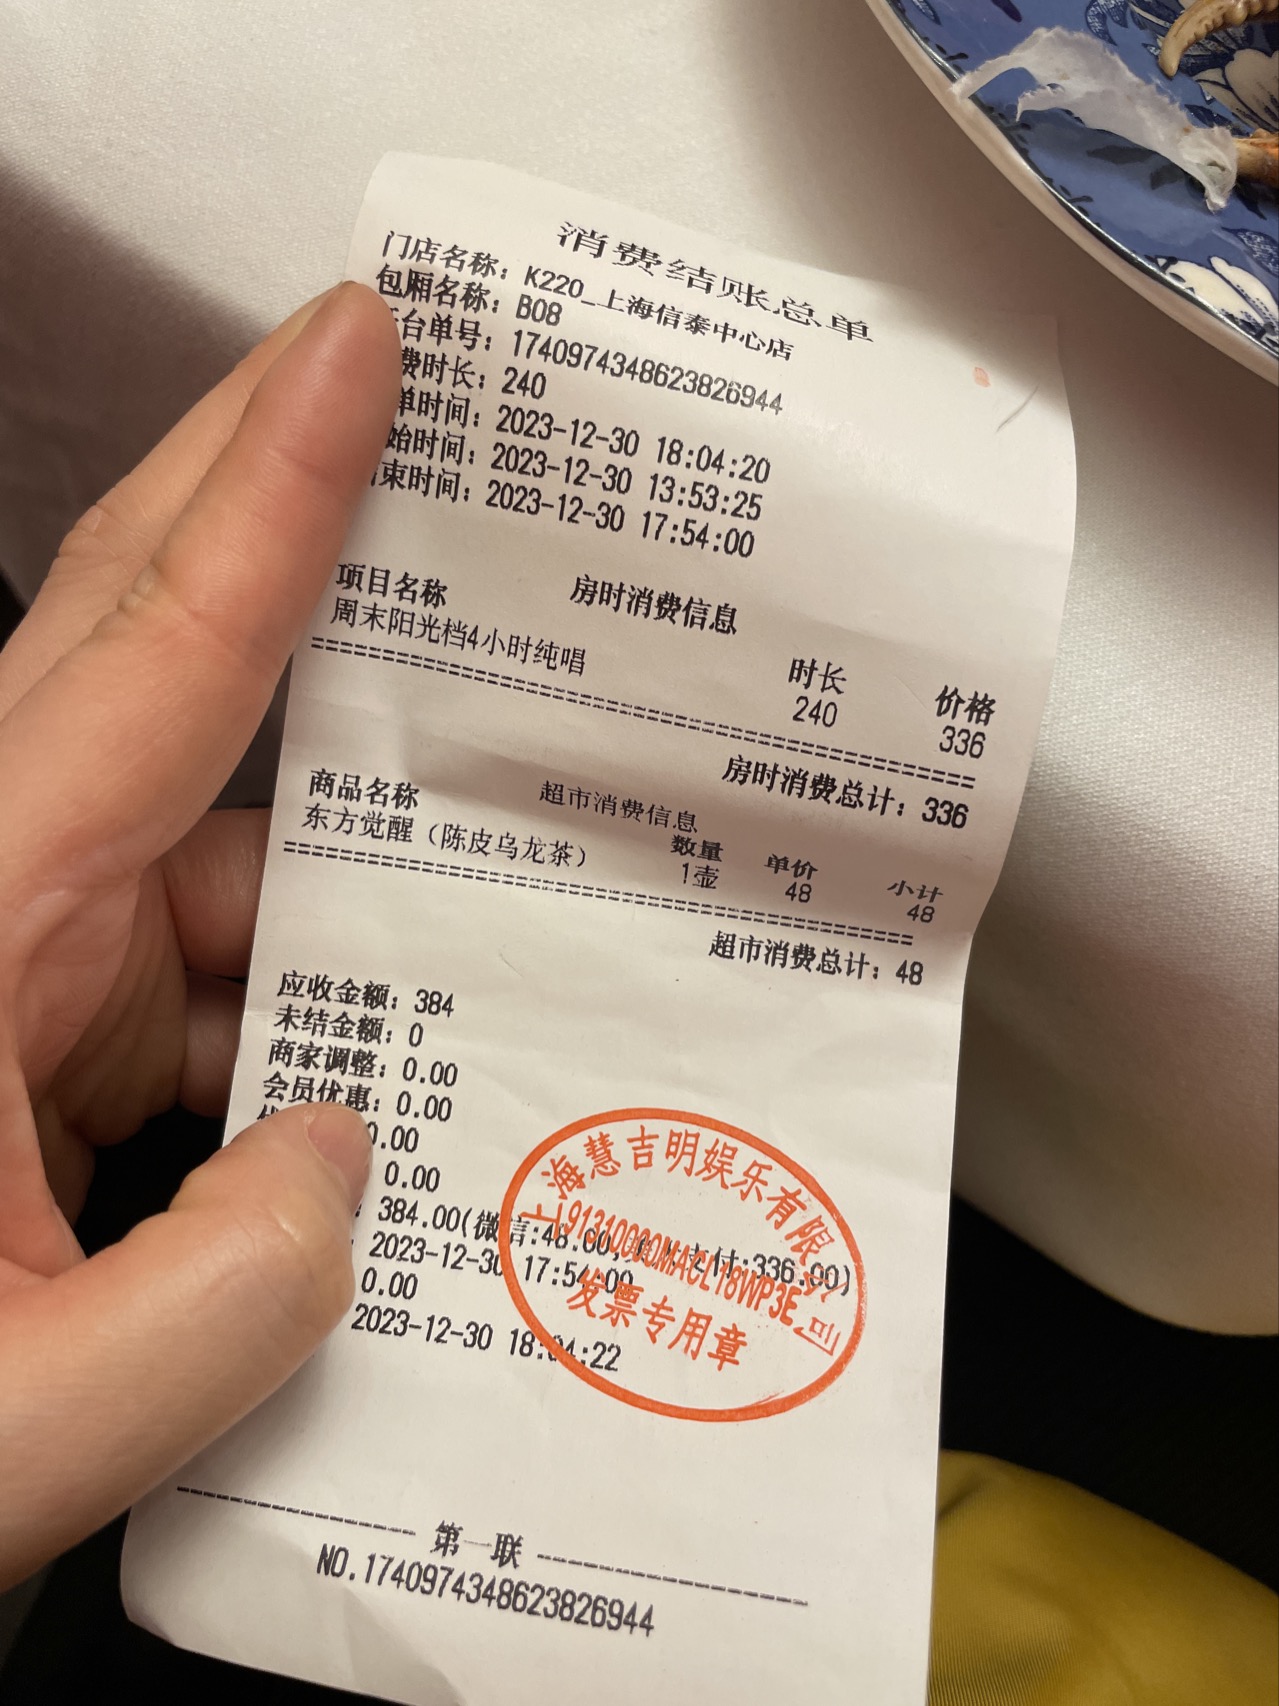 消费结账总单
门店名称：K220_上海信泰中心店
包厢名称：B08
台单号：1740974348623826944
费时长：240
单时间：2023-12-30 18:04:20
始时间：2023-12-30 13:53:25
束时间：2023-12-30 17:54:00
房时消费信息
项目名称 时长 价格
周末阳光档4小时纯唱 240 336
房时消费总计：336
超市消费信息
商品名称 数量 单价 小计
东方觉醒（陈皮乌龙茶） 1壶 48 48
超市消费总计：48
应收金额：384
未结金额：0
商家调整：0.00
会员优惠：0.00
0.00
0.00
：384.00(微信:48.00 支付:336.00)
：2023-12-30 17:54:00
0.00
2023-12-30 18:04:22
上海慧吉明娱乐有限公司
91310000MACL18WP3E
发票专用章
第一联
NO.1740974348623826944